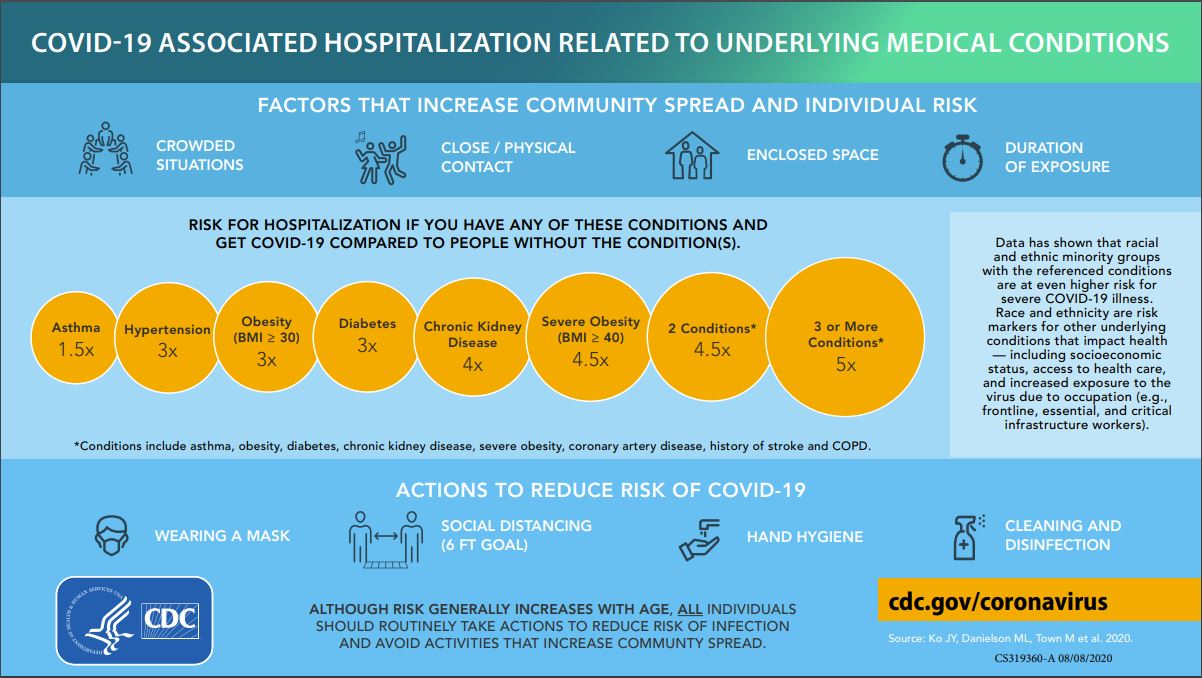 COVID-19 ASSOCIATED HOSPITALIZATION RELATED TO UNDERLYING MEDICAL CONDITIONS
FACTORS THAT INCREASE COMMUNITY SPREAD AND INDIVIDUAL RISK
CROWDED
SITUATIONS
CLOSE / PHYSICAL
CONTACT
ENCLOSED SPACE
DURATION
OF EXPOSURE
RISK FOR HOSPITALIZATION IF YOU HAVE ANY OF THESE CONDITIONS AND
GET COVID-19 COMPARED TO PEOPLE WITHOUT THE CONDITION(S).
Asthma
1.5x
Hypertension
3x
Obesity
(BMI ≥ 30)
3x
Diabetes
3x
Chronic Kidney
Disease
4x
Severe Obesity
(BMI ≥ 40)
4.5x
2 Conditions*
4.5x
3 or More
Conditions*
5x
*Conditions include asthma, obesity, diabetes, chronic kidney disease, severe obesity, coronary artery disease, history of stroke and COPD.
Data has shown that racial
and ethnic minority groups
with the referenced conditions
are at even higher risk for
severe COVID-19 illness.
Race and ethnicity are risk
markers for other underlying
conditions that impact health
— including socioeconomic
status, access to health care,
and increased exposure to the
virus due to occupation (e.g.,
frontline, essential, and critical
infrastructure workers).
ACTIONS TO REDUCE RISK OF COVID-19
WEARING A MASK
SOCIAL DISTANCING
(6 FT GOAL)
HAND HYGIENE
CLEANING AND
DISINFECTION
DEPARTMENT OF HEALTH & HUMAN SERVICES USA
CDC
ALTHOUGH RISK GENERALLY INCREASES WITH AGE, ALL INDIVIDUALS
SHOULD ROUTINELY TAKE ACTIONS TO REDUCE RISK OF INFECTION
AND AVOID ACTIVITIES THAT INCREASE COMMUNTY SPREAD.
cdc.gov/coronavirus
Source: Ko JY, Danielson ML, Town M et al. 2020.
CS319360-A 08/08/2020